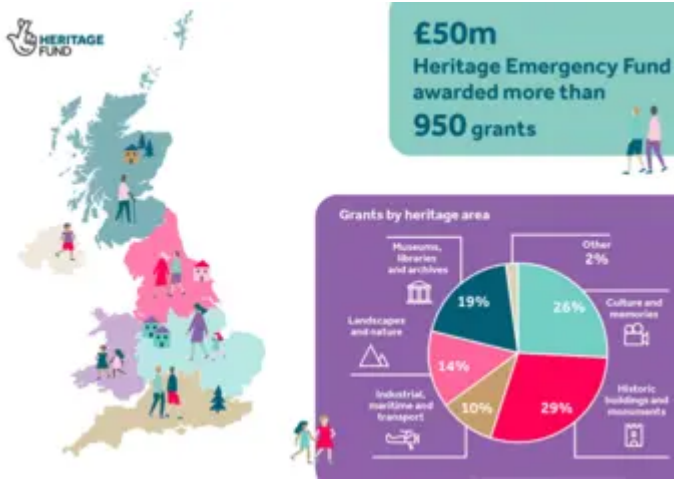 HERITAGE
FUND
£50m
Heritage Emergency Fund
awarded more than
950 grants
Grants by heritage area
Museums,
libraries
and archives
Other
2%
19%
26%
Culture and
memories
Landscapes
and nature
14%
Industrial,
maritime and
transport
10%
29%
Historic
buildings and
monuments